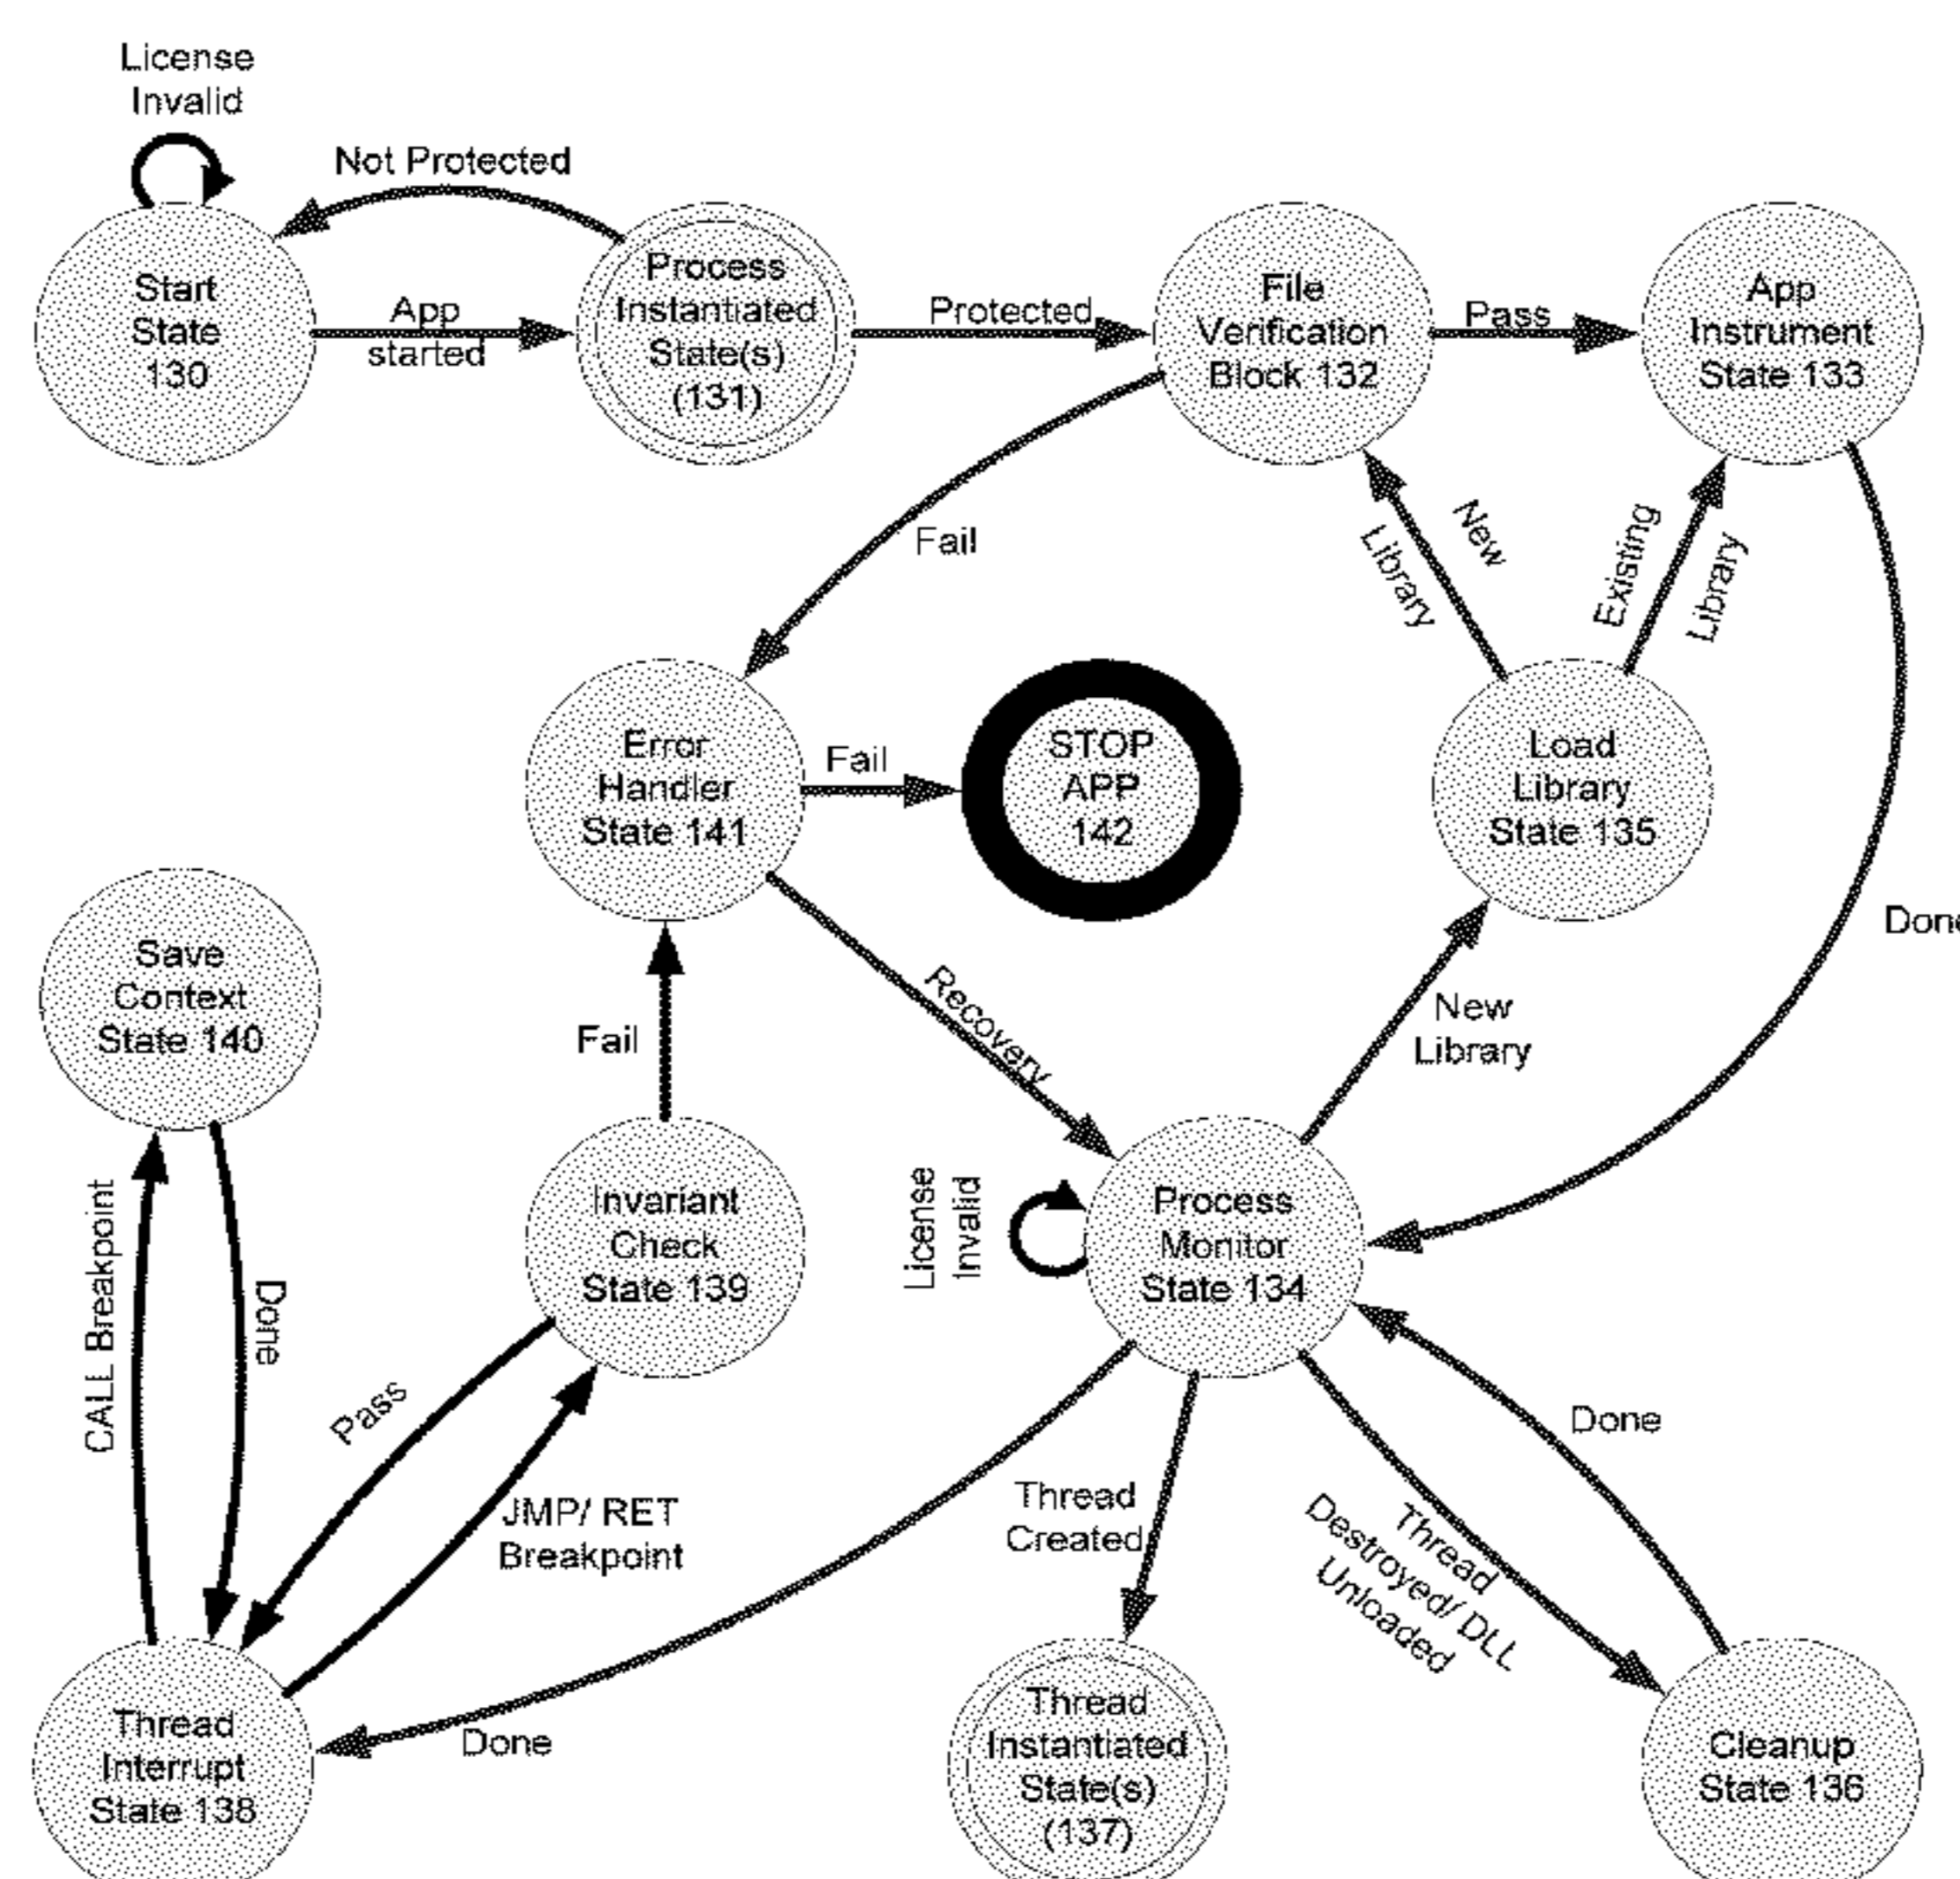 License
Invalid
Not Protected
Start
State
130
App
started
Process
Instantiated
State(s)
(131)
Protected
File
Verification
Block 132
Pass
App
Instrument
State 133
Fail
New
Library
Existing
Library
Error
Handler
State 141
Fail
STOP
APP
142
Load
Library
State 135
Done
Save
Context
State 140
Fail
Recovery
New
Library
CALL Breakpoint
Done
Invariant
Check
State 139
License
Invalid
Process
Monitor
State 134
Pass
JMP/ RET
Breakpoint
Thread
Created
Thread
Destroyed/ DLL
Unloaded
Done
Thread
Interrupt
State 138
Done
Thread
Instantiated
State(s)
(137)
Cleanup
State 136